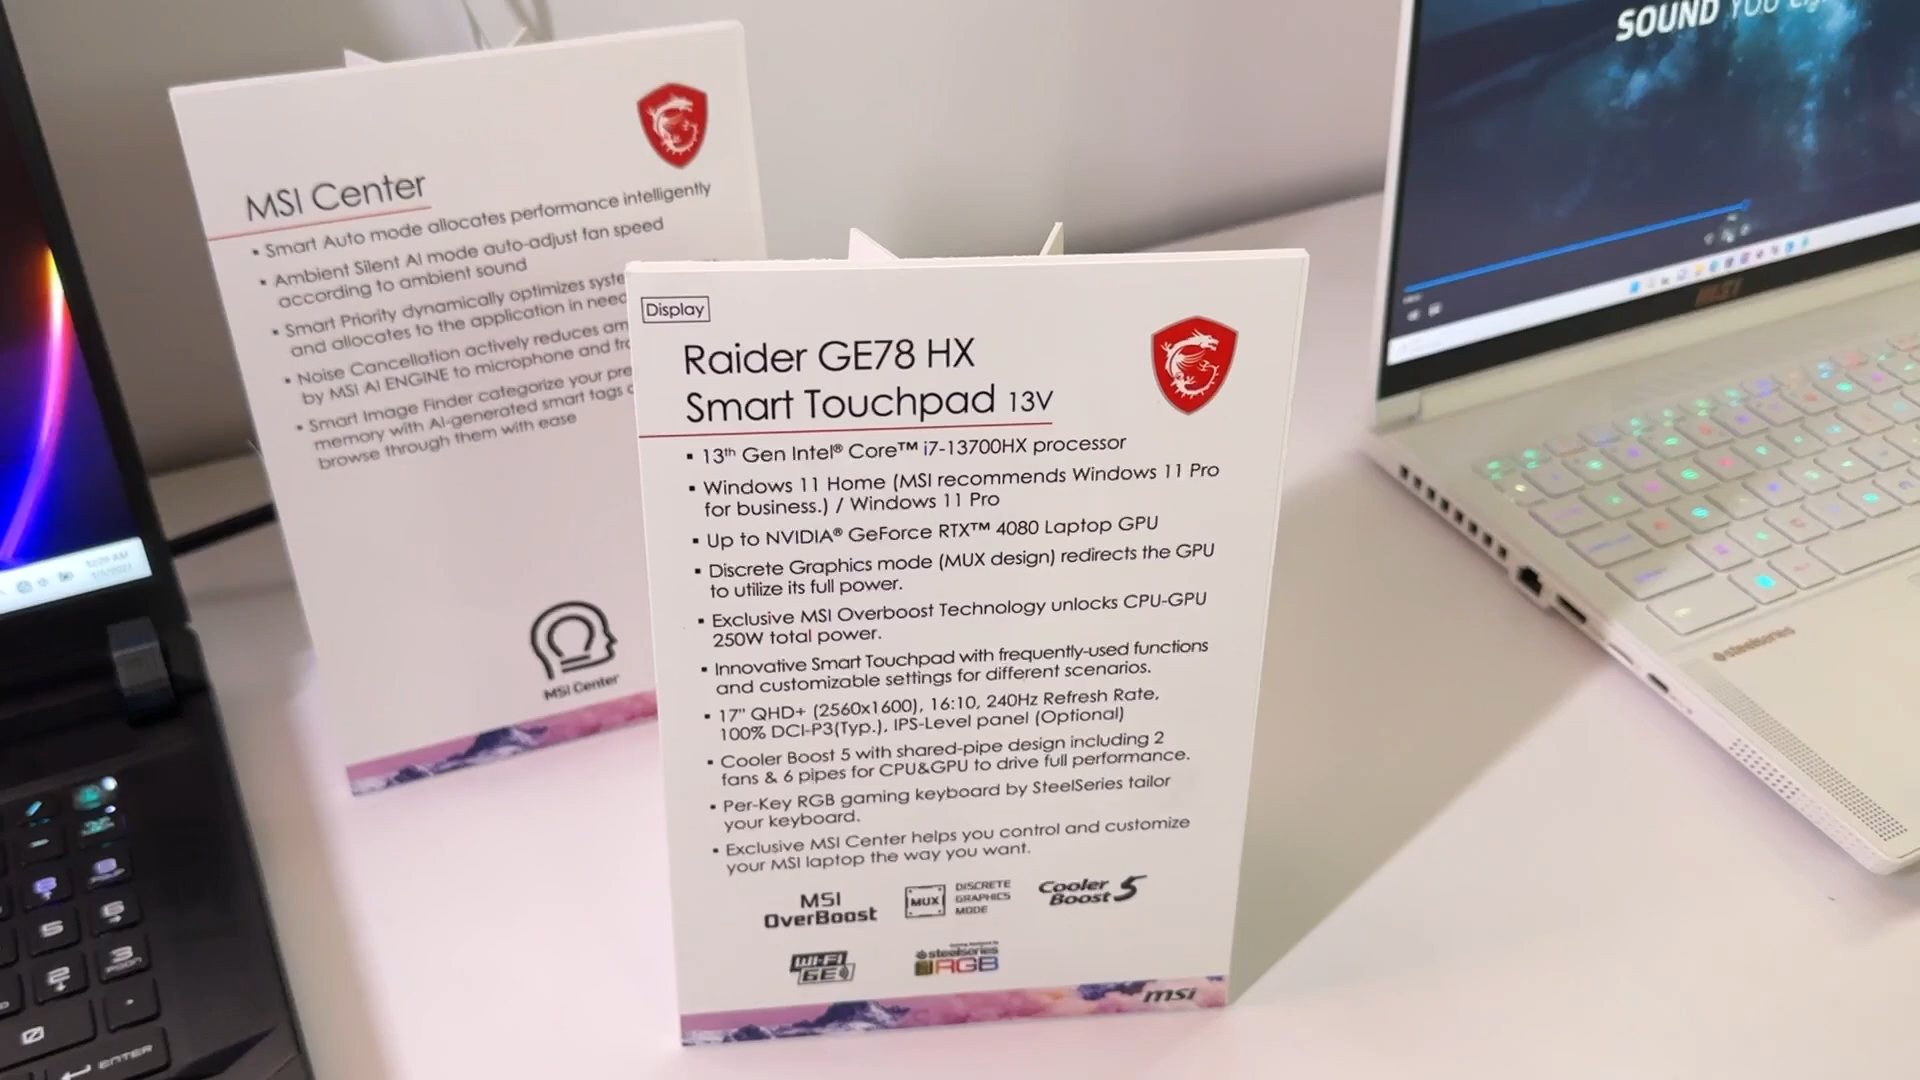 MSI Center
▪ Smart Auto mode allocates performance intelligently
▪ Ambient Silent AI mode auto-adjust fan speed
according to ambient sound
▪ Smart Priority dynamically optimizes
and allocates to the application in need
▪ Noise Cancellation actively reduces
by MSI AI ENGINE to microphone and
▪ Smart Image Finder categorize your
memory with AI-generated smart tags
browse through them with ease
MSI Center
Display
Raider GE78 HX
Smart Touchpad 13V
▪ 13th Gen Intel® Core™ i7-13700HX processor
▪ Windows 11 Home (MSI recommends Windows 11 Pro
for business.) / Windows 11 Pro
▪ Up to NVIDIA® GeForce RTX™ 4080 Laptop GPU
▪ Discrete Graphics mode (MUX design) redirects the GPU
to utilize its full power.
▪ Exclusive MSI Overboost Technology unlocks CPU-GPU
250W total power.
▪ Innovative Smart Touchpad with frequently-used functions
and customizable settings for different scenarios.
▪ 17" QHD+ (2560x1600), 16:10, 240Hz Refresh Rate,
100% DCI-P3(Typ.), IPS-Level panel (Optional)
▪ Cooler Boost 5 with shared-pipe design including 2
fans & 6 pipes for CPU&GPU to drive full performance.
▪ Per-Key RGB gaming keyboard by SteelSeries tailor
your keyboard.
▪ Exclusive MSI Center helps you control and customize
your MSI laptop the way you want.
MSI
OverBoost
MUX
DISCRETE
GRAPHICS
MODE
Cooler
Boost 5
WI-FI
6E
steelseries
RGB
msi
SOUND YOU
msi
steelseries
5
6
2
3
0
ENTER